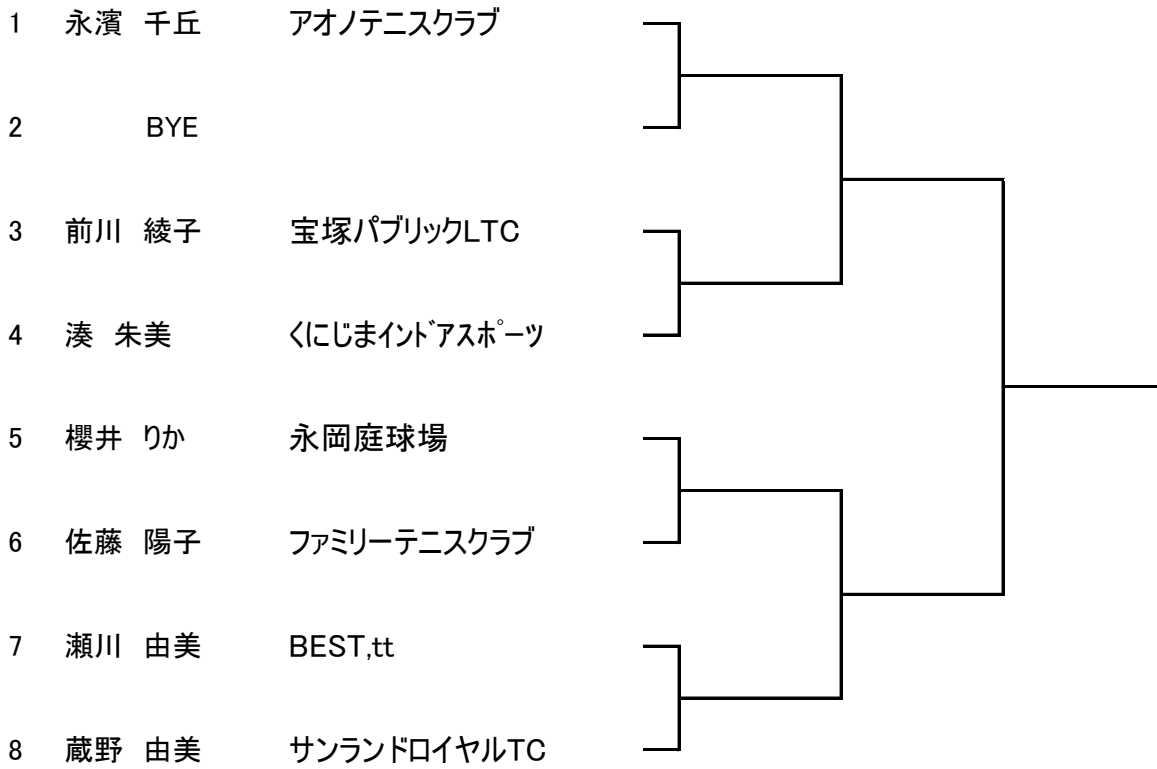 1 永濱 千丘 アオノテニスクラブ
2 BYE
3 前川 綾子 宝塚パブリックLTC
4 湊 朱美 くにじまインドアスポーツ
5 櫻井 りか 永岡庭球場
6 佐藤 陽子 ファミリーテニスクラブ
7 瀬川 由美 BEST,tt
8 蔵野 由美 サンランドロイヤルTC